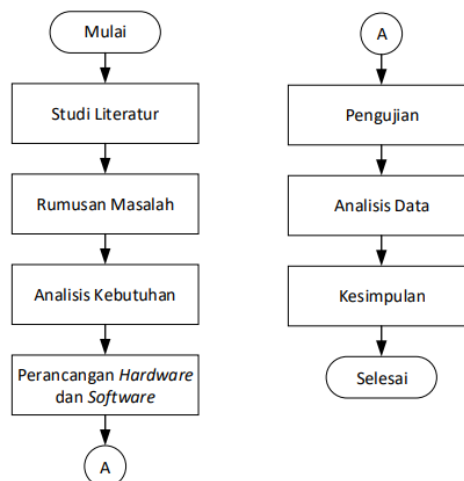 Mulai
Studi Literatur
Rumusan Masalah
Analisis Kebutuhan
Perancangan Hardware
dan Software
A
A
Pengujian
Analisis Data
Kesimpulan
Selesai